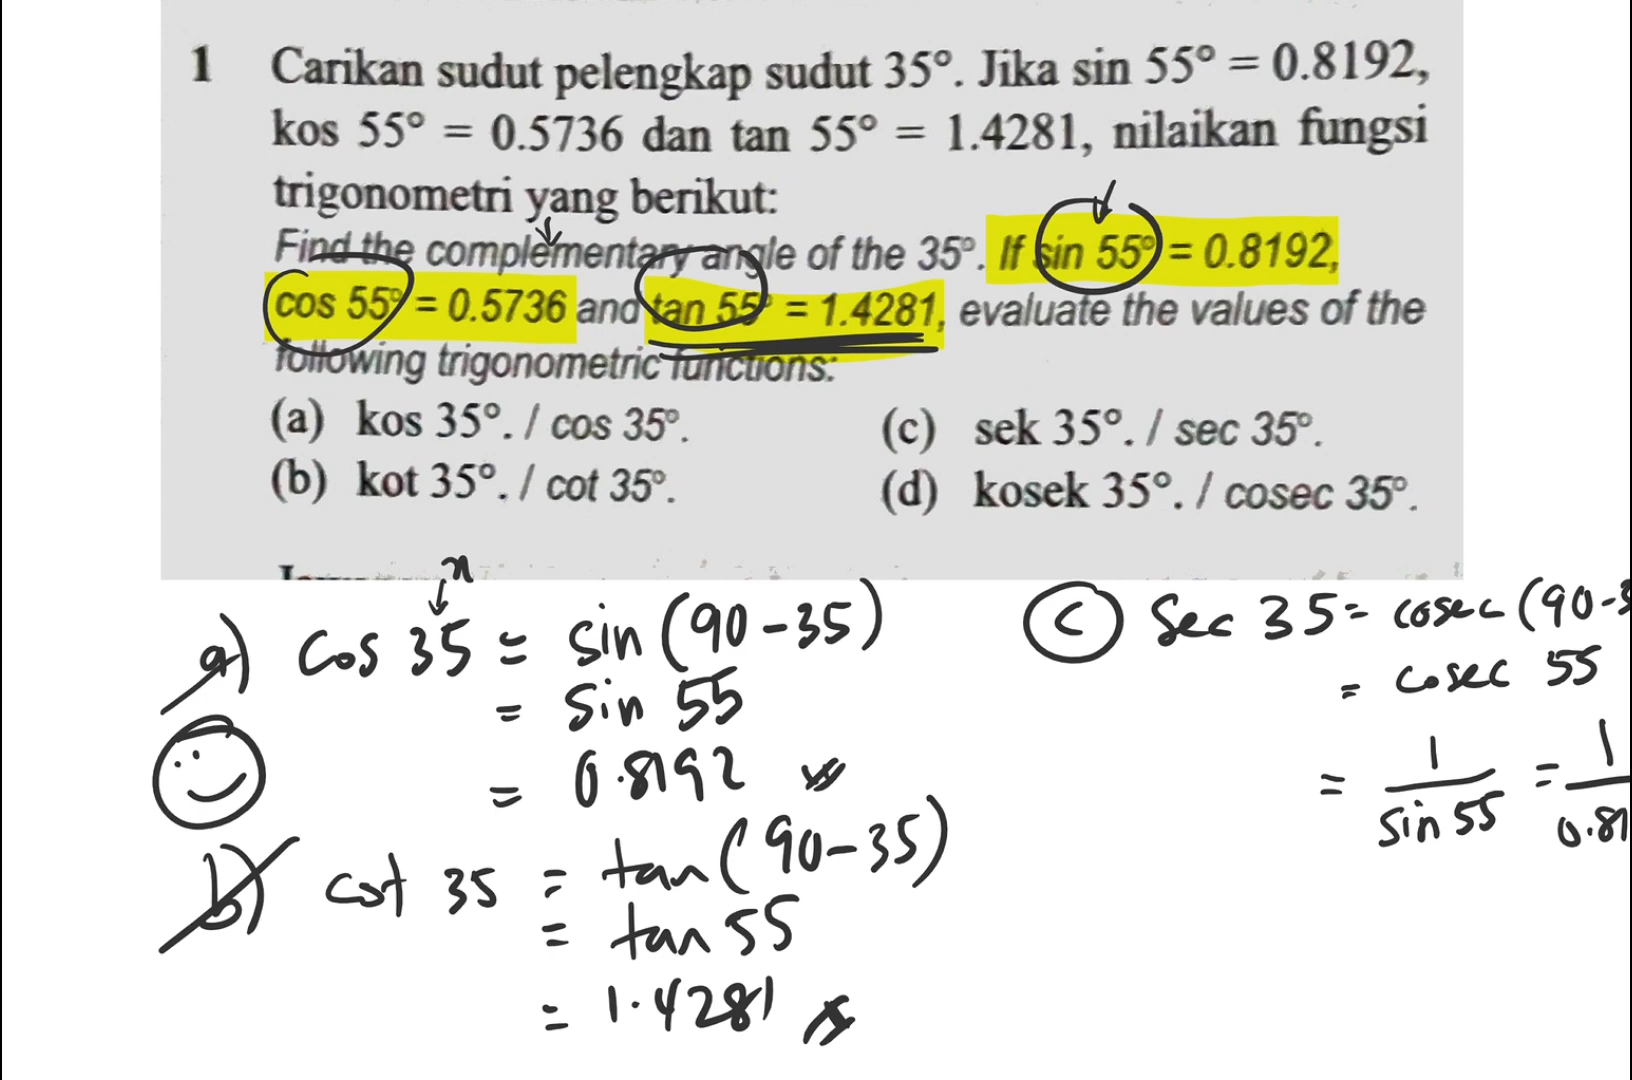 1 Carikan sudut pelengkap sudut 35°. Jika sin 55° = 0.8192,
kos 55° = 0.5736 dan tan 55° = 1.4281, nilaikan fungsi
trigonometri yang berikut:
Find the complementary angle of the 35°. If sin 55° = 0.8192,
cos 55° = 0.5736 and tan 55° = 1.4281, evaluate the values of the
following trigonometric functions:
(a) kos 35°. / cos 35°.
(b) kot 35°. / cot 35°.
(c) sek 35°. / sec 35°.
(d) kosek 35°. / cosec 35°.
x
a) cos 35 = sin (90-35)
= sin 55
= 0.8192
b) cot 35 = tan (90-35)
= tan 55
= 1.4281
c sec 35 = cosec (90-3
= cosec 55
= 1/sin 55 = 1/0.81